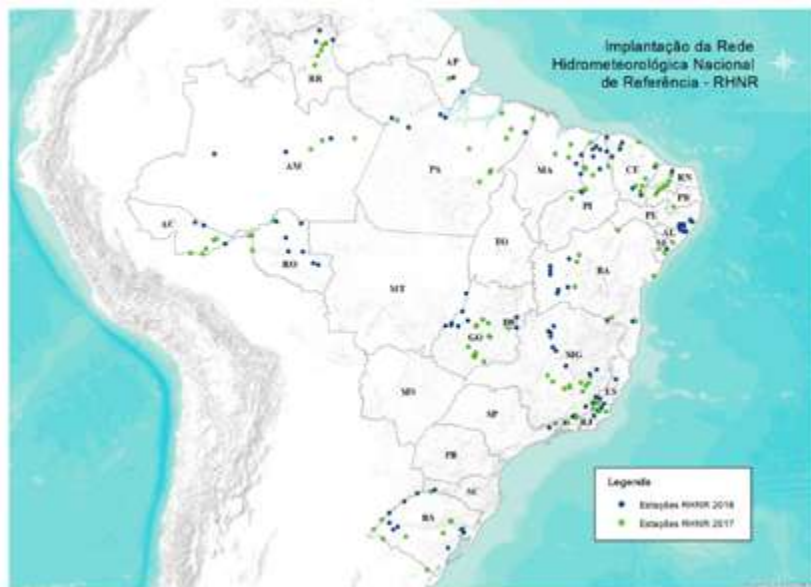 Implantação da Rede
Hidrometeorológica Nacional
de Referência - RHNR
AP
RR
AM
PA
MA
CE
RN
PB
PI
PE
AL
SE
AC
RO
TO
BA
MT
GO
DF
MG
ES
MS
SP
RJ
PR
SC
RS
Legenda
Estações RHNR 2016
Estações RHNR 2017